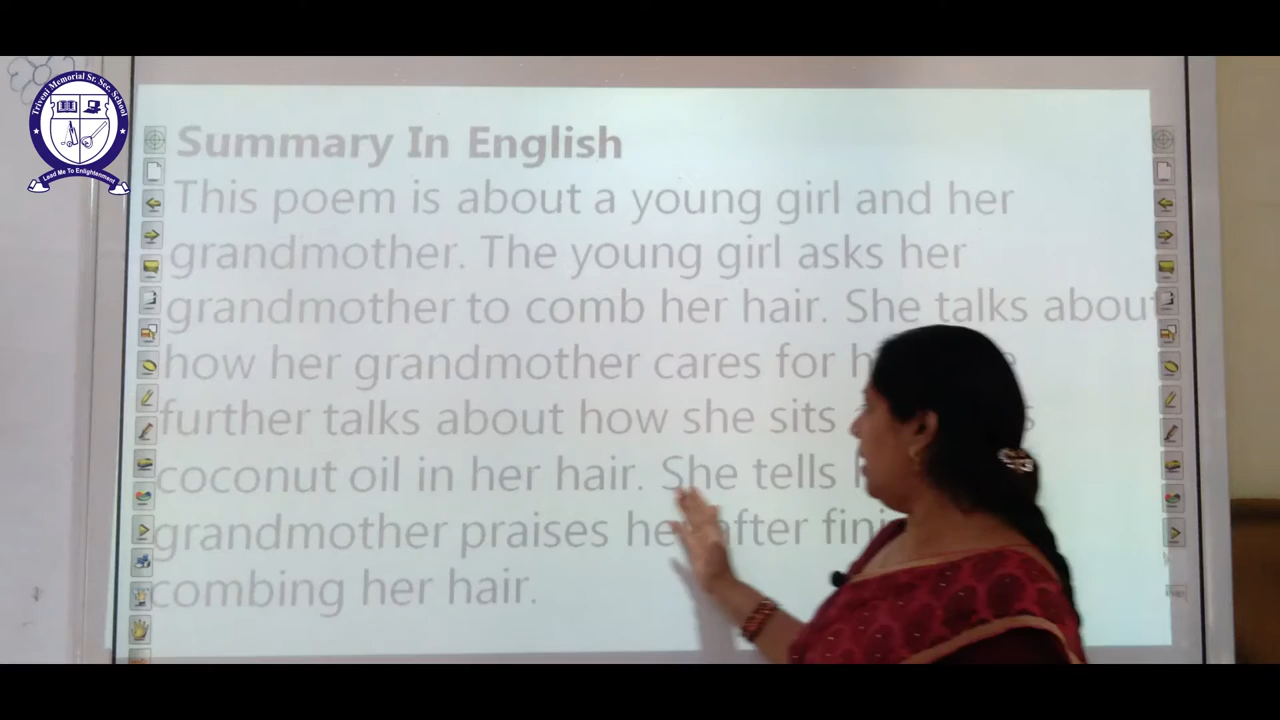 Triveni Memorial Sr. Sec. School
Lead Me To Enlightenment
Summary In English
This poem is about a young girl and her
grandmother. The young girl asks her
grandmother to comb her hair. She talks about
how her grandmother cares for
further talks about how she sits
coconut oil in her hair. She tells
grandmother praises after
combing her hair.